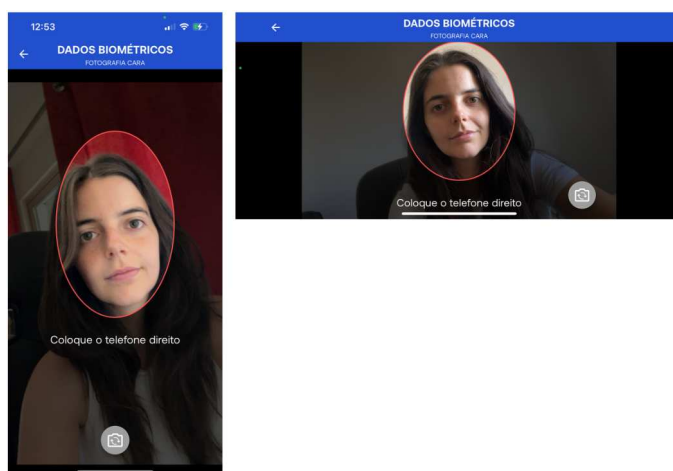 12:53
DADOS BIOMÉTRICOS
FOTOGRAFIA CARA
Coloque o telefone direito
DADOS BIOMÉTRICOS
FOTOGRAFIA CARA
Coloque o telefone direito